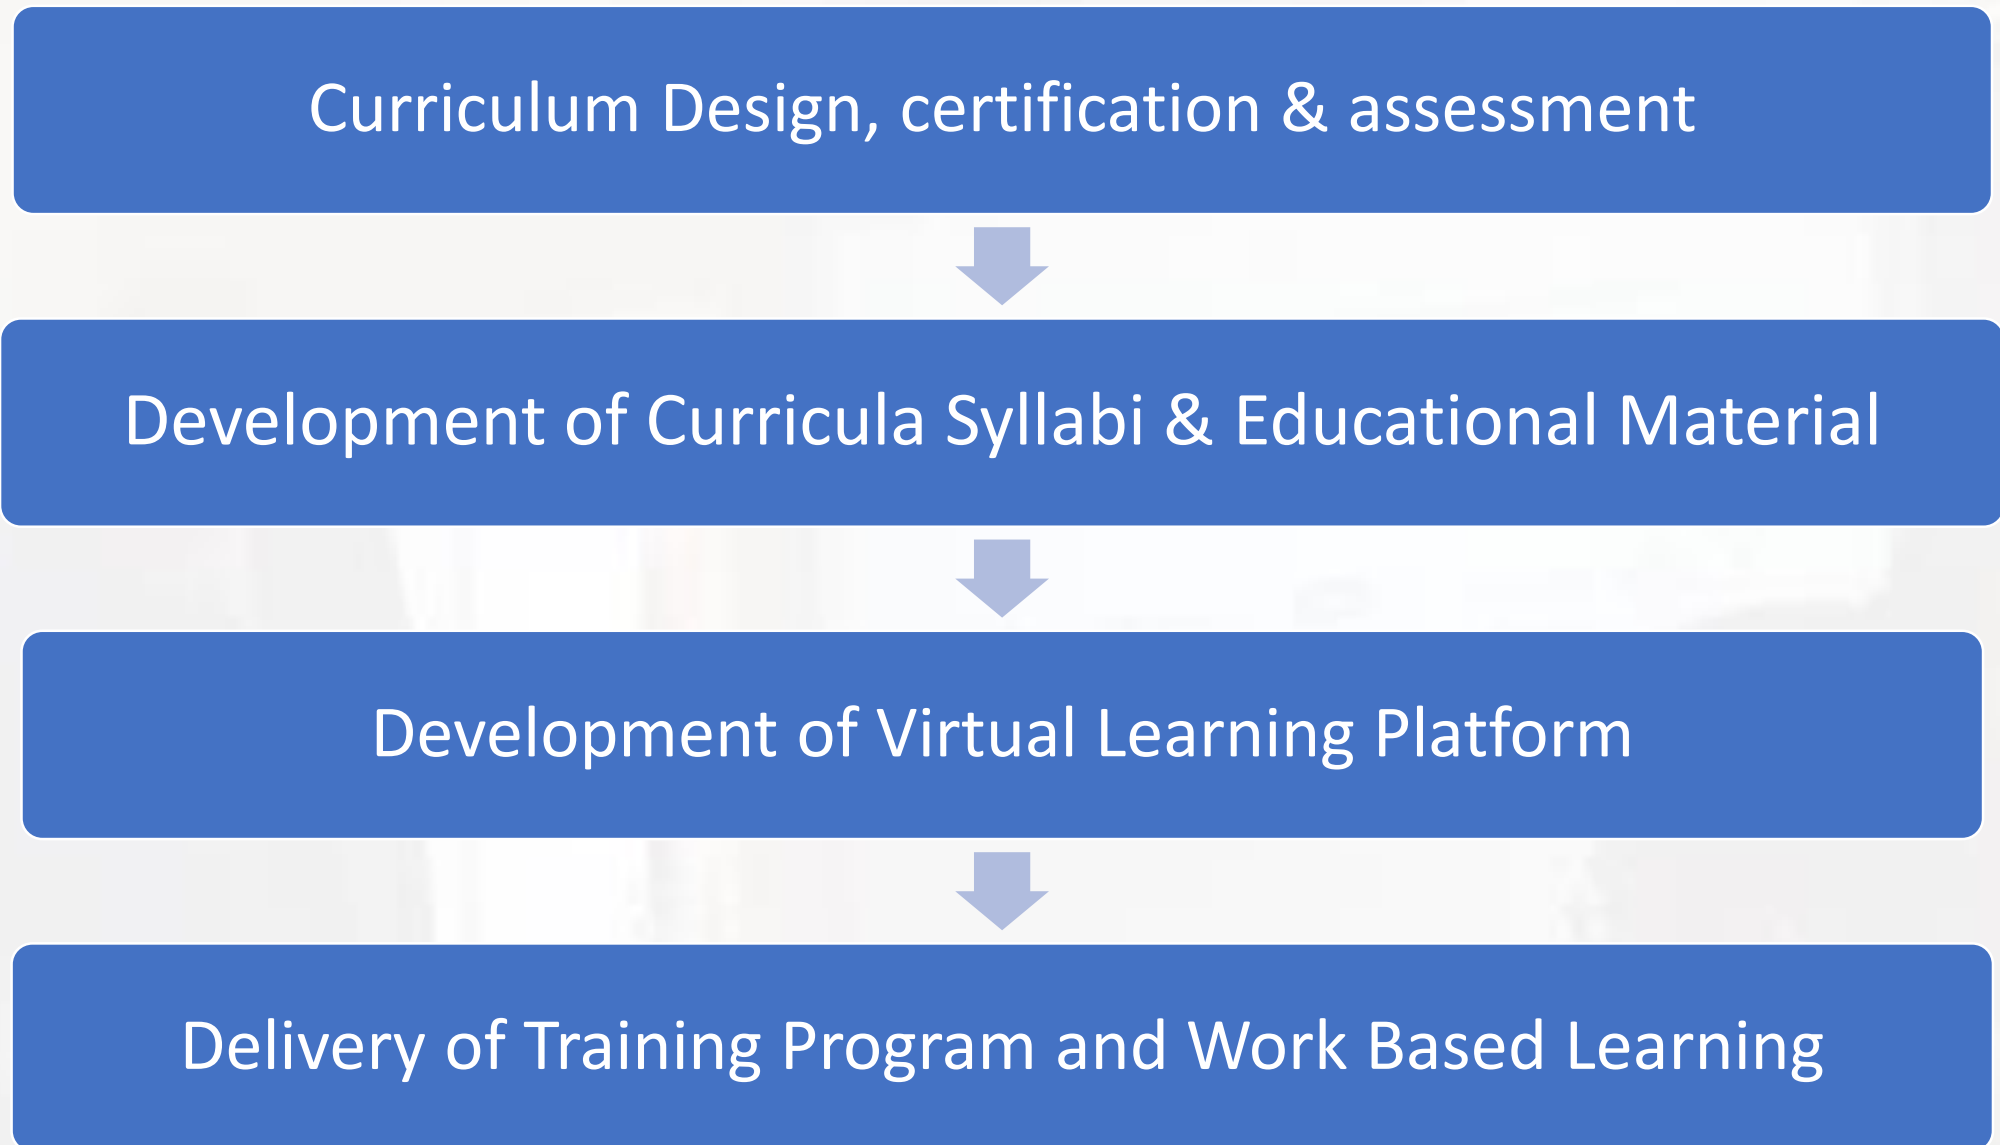 Curriculum Design, certification & assessment
Development of Curricula Syllabi & Educational Material
Development of Virtual Learning Platform
Delivery of Training Program and Work Based Learning